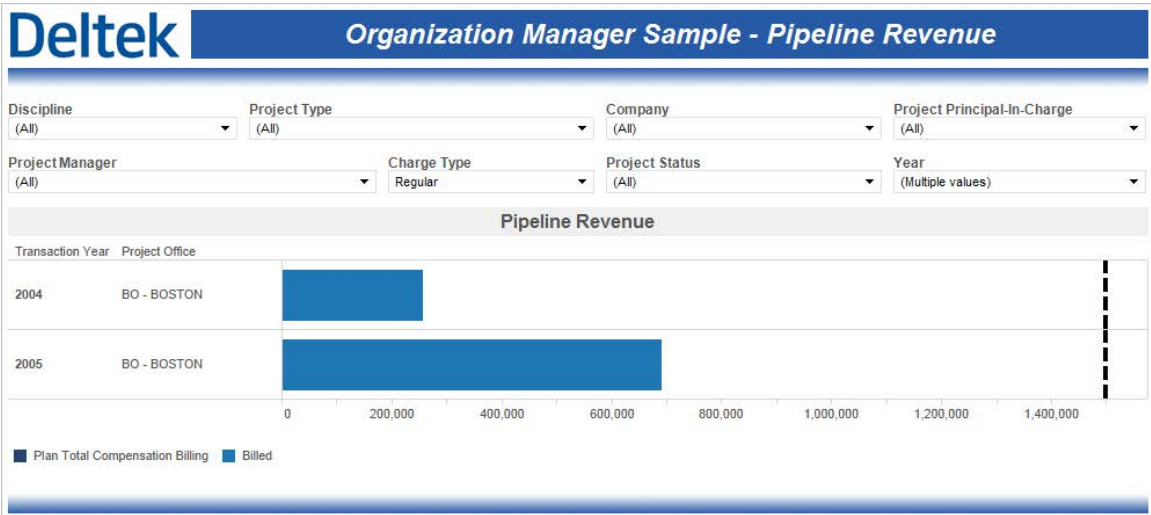 Deltek
Organization Manager Sample - Pipeline Revenue
Discipline Project Type Company Project Principal-In-Charge
(All) (All) (All) (All)
Project Manager Charge Type Project Status Year
(All) Regular (All) (Multiple values)
Pipeline Revenue
Transaction Year Project Office
2004 BO - BOSTON
2005 BO - BOSTON
0 200,000 400,000 600,000 800,000 1,000,000 1,200,000 1,400,000
Plan Total Compensation Billing Billed